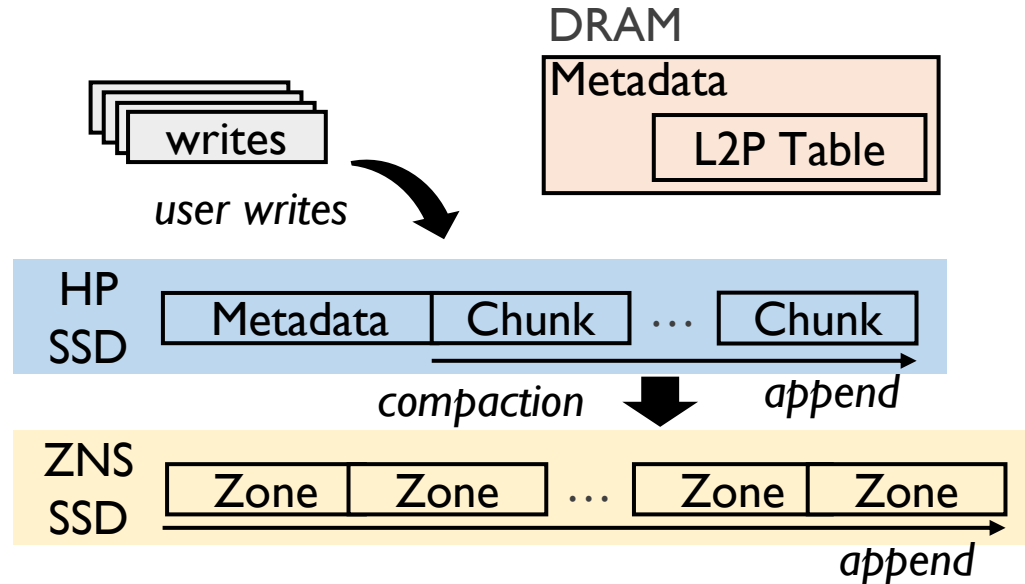 DRAM
Metadata
L2P Table
writes
user writes
HP
SSD
Metadata Chunk ... Chunk
append
compaction
ZNS
SSD
Zone Zone ... Zone Zone
append